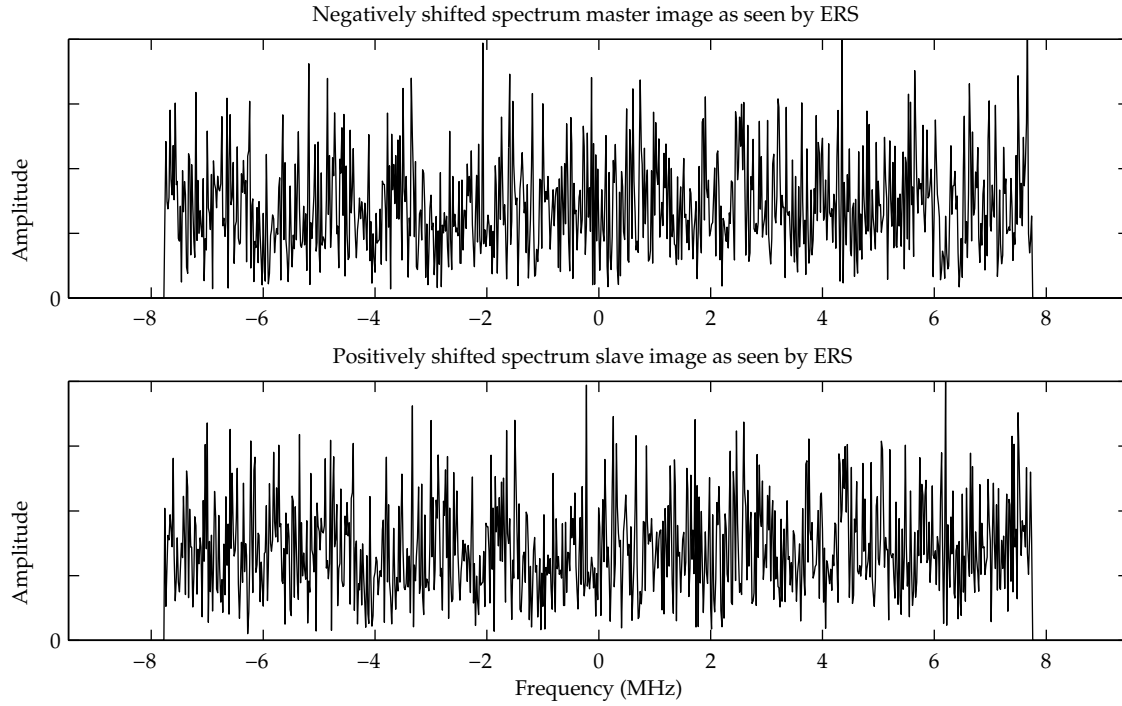 Negatively shifted spectrum master image as seen by ERS
Amplitude
0
−8 −6 −4 −2 0 2 4 6 8
Positively shifted spectrum slave image as seen by ERS
Amplitude
0
−8 −6 −4 −2 0 2 4 6 8
Frequency (MHz)